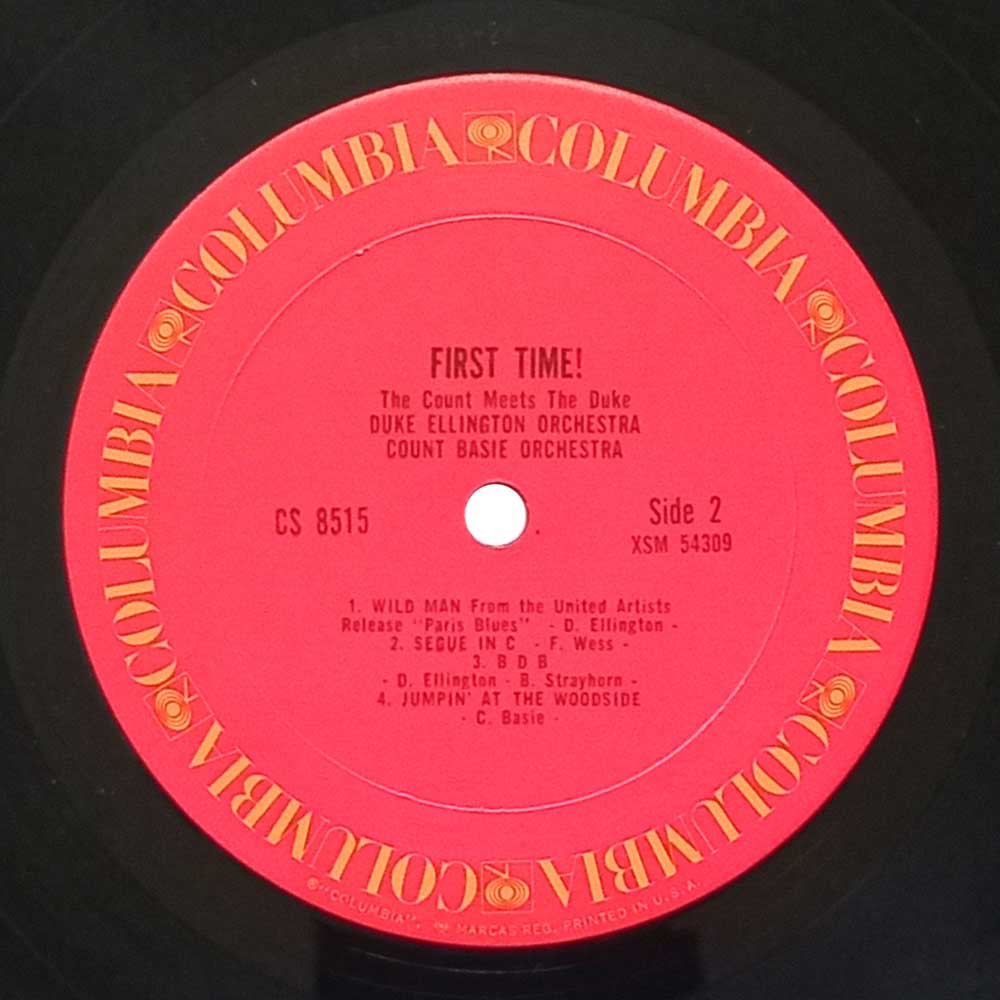 COLUMBIA COLUMBIA COLUMBIA COLUMBIA COLUMBIA COLUMBIA COLUMBIA
FIRST TIME!
The Count Meets The Duke
DUKE ELLINGTON ORCHESTRA
COUNT BASIE ORCHESTRA
CS 8515
Side 2
XSM 54309
1. WILD MAN From the United Artists
Release "Paris Blues" - D. Ellington -
2. SEGUE IN C - F. Wess -
3. B D B
- D. Ellington - B. Strayhorn -
4. JUMPIN' AT THE WOODSIDE
- C. Basie -
®"COLUMBIA", MARCAS REG. PRINTED IN U.S.A.